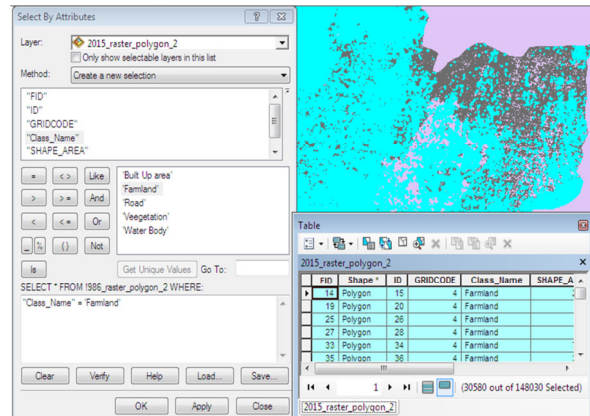 Select By Attributes
Layer: 2015_raster_polygon_2
Only show selectable layers in this list
Method: Create a new selection
"FID"
"ID"
"GRIDCODE"
"Class_Name"
"SHAPE_AREA"
= <> Like
> >= And
< <= Or
_ % () Not
Is
'Built Up area'
'Farmland'
'Road'
'Veegetation'
'Water Body'
Get Unique Values Go To:
SELECT * FROM !986_raster_polygon_2 WHERE:
"Class_Name" = 'Farmland'
Clear Verify Help Load... Save...
OK Apply Close
Table
2015_raster_polygon_2
FID Shape * ID GRIDCODE Class_Name SHAPE_A
14 Polygon 15 4 Farmland
19 Polygon 20 4 Farmland
25 Polygon 26 4 Farmland
27 Polygon 28 4 Farmland
33 Polygon 34 4 Farmland
35 Polygon 36 4 Farmland
1 (30580 out of 148030 Selected)
2015_raster_polygon_2